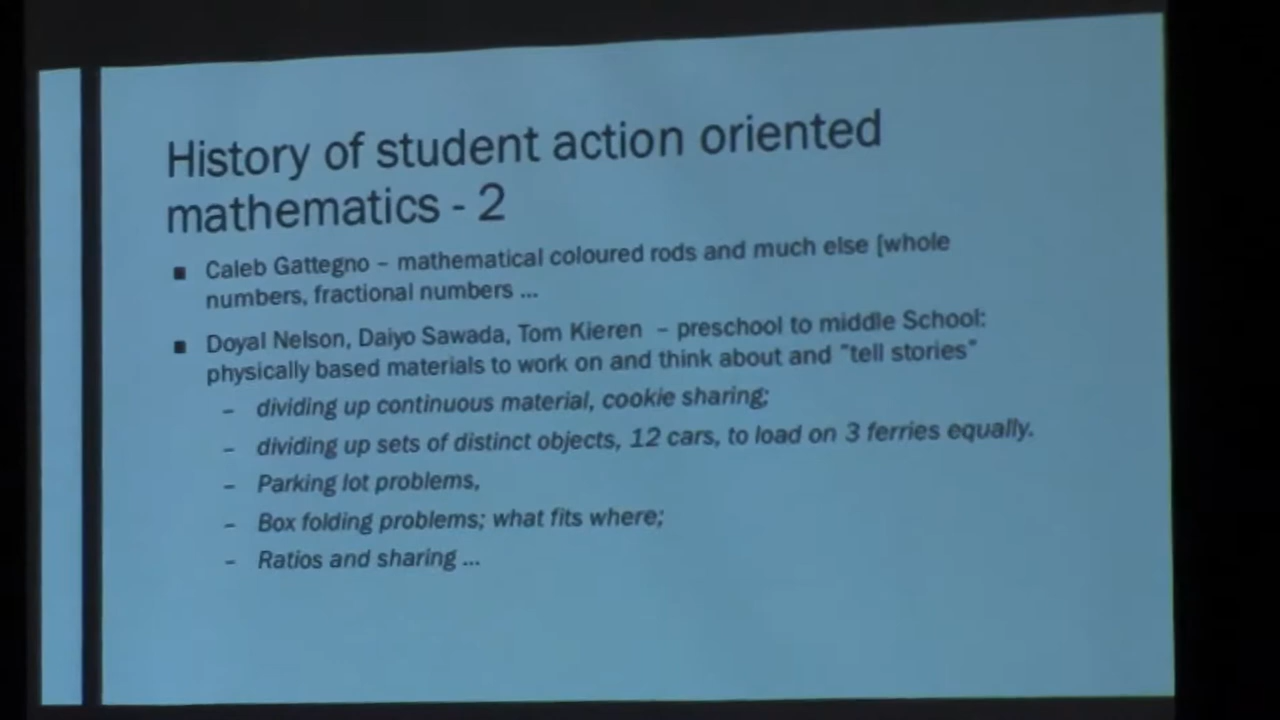 History of student action oriented
mathematics - 2
▪ Caleb Gattegno – mathematical coloured rods and much else [whole
numbers, fractional numbers ...
▪ Doyal Nelson, Daiyo Sawada, Tom Kieren – preschool to middle School:
physically based materials to work on and think about and "tell stories"
– dividing up continuous material, cookie sharing;
– dividing up sets of distinct objects, 12 cars, to load on 3 ferries equally.
– Parking lot problems,
– Box folding problems; what fits where;
– Ratios and sharing ...